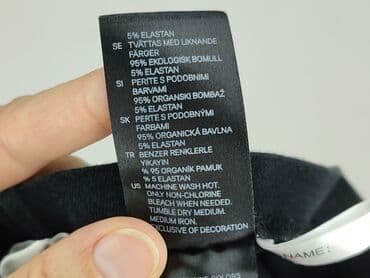 5% ELASTAN
SE TVÄTTAS MED LIKNANDE
FÄRGER
95% EKOLOGISK BOMULL
5% ELASTAN
SI PERITE S PODOBNIMI
BARVAMI
95% ORGANSKI BOMBAŽ
5% ELASTAN
SK PERTE S PODOBNÝMI
FARBAMI
95% ORGANICKÁ BAVLNA
5% ELASTAN
TR BENZER RENKLERLE
YIKAYIN
% 95 ORGANİK PAMUK
% 5 ELASTAN
US MACHINE WASH HOT.
ONLY NON-CHLORINE
BLEACH WHEN NEEDED.
TUMBLE DRY MEDIUM.
MEDIUM IRON.
EXCLUSIVE OF DECORATION
COLORS
NAME: